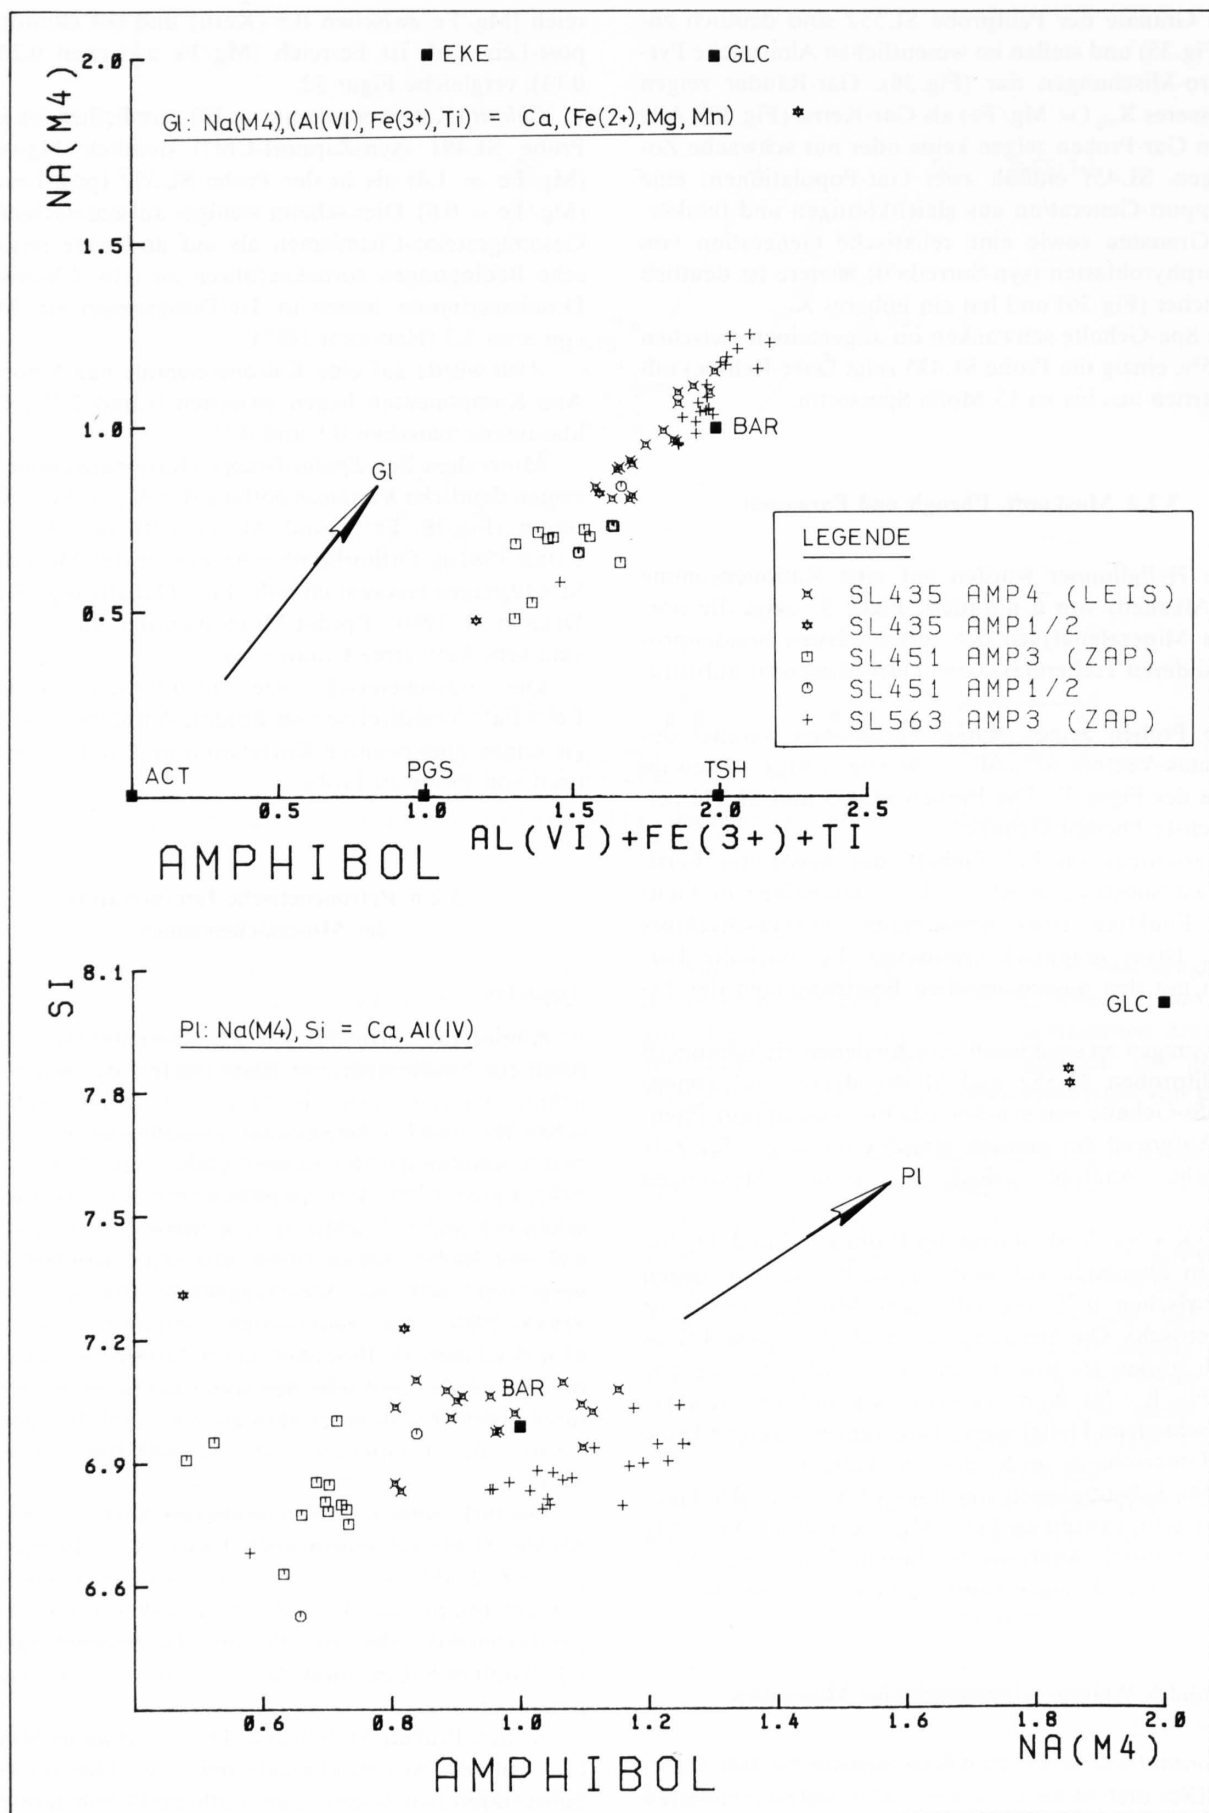 2.0
EKE
GLC
NA(M4)
Gl: Na(M4), (Al(VI), Fe(3+), Ti) = Ca, (Fe(2+), Mg, Mn)
1.5
1.0
BAR
Gl
LEGENDE
SL435 AMP4 (LEIS)
SL435 AMP1/2
SL451 AMP3 (ZAP)
SL451 AMP1/2
SL563 AMP3 (ZAP)
0.5
ACT
PGS
TSH
0.5
1.0
1.5
2.0
2.5
AL(VI)+FE(3+)+TI
AMPHIBOL
8.1
SI
GLC
Pl: Na(M4), Si = Ca, Al(IV)
7.8
Pl
7.5
7.2
BAR
6.9
6.6
0.6
0.8
1.0
1.2
1.4
1.6
1.8
2.0
NA(M4)
AMPHIBOL